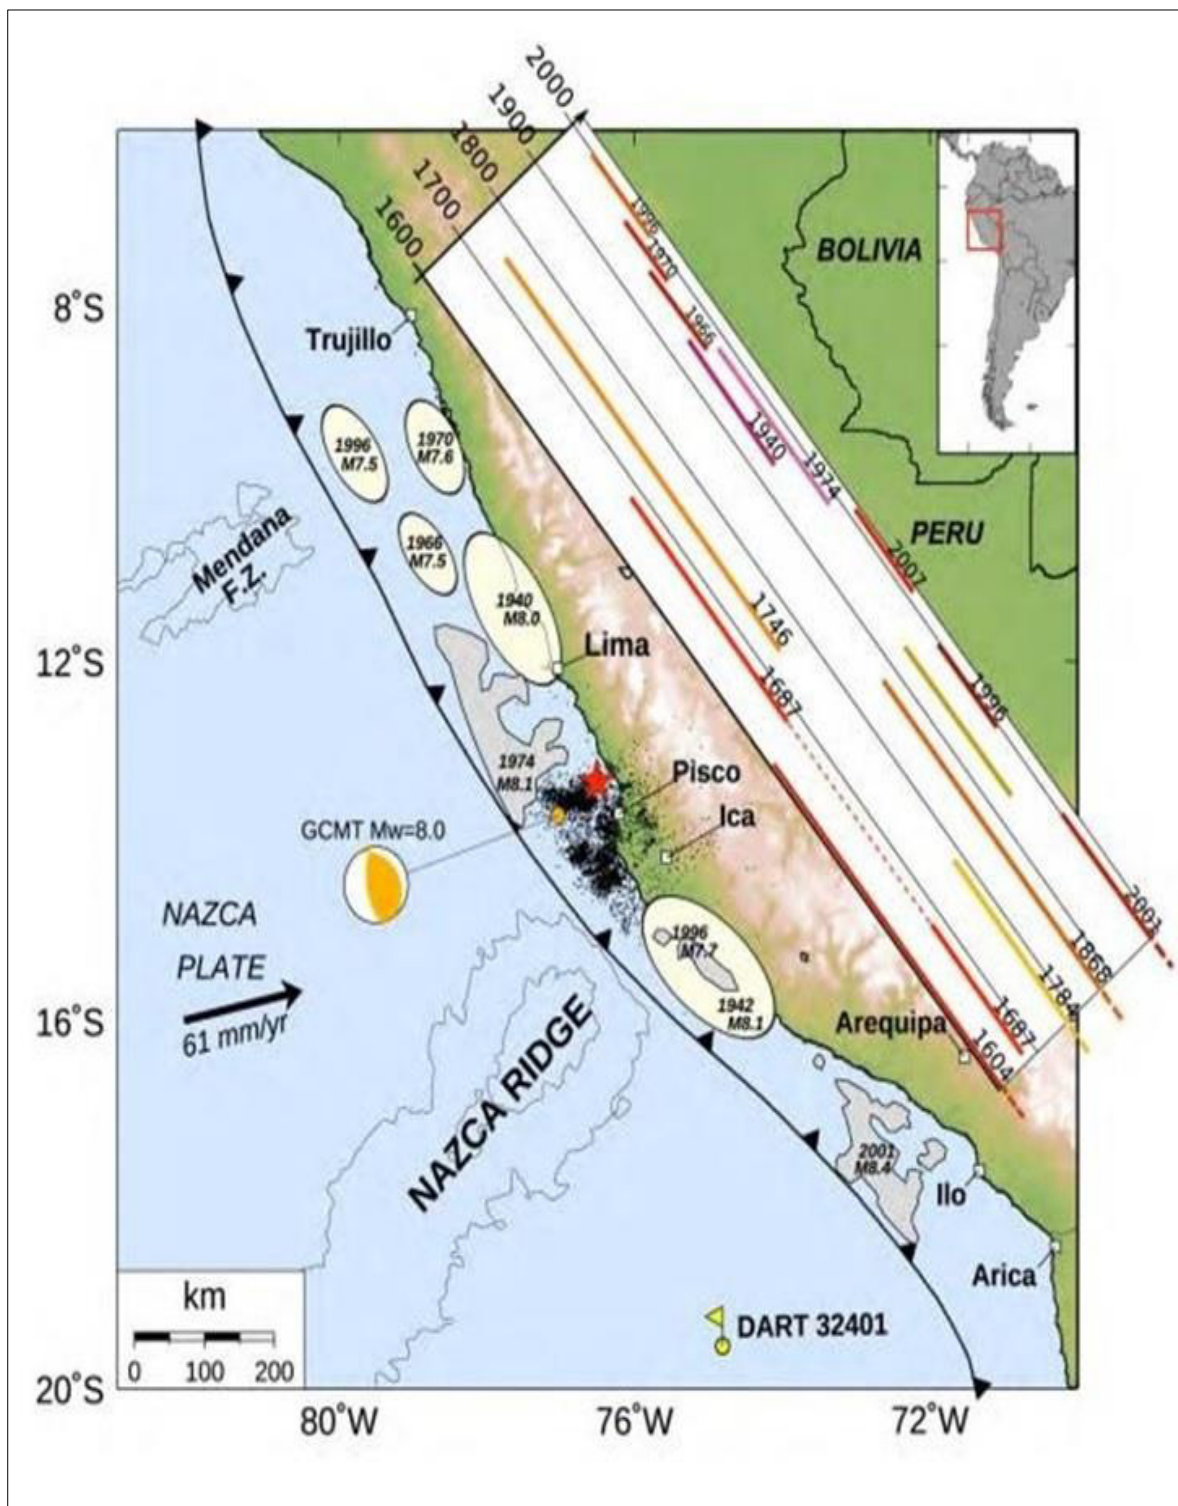 2000
1900
1800
1700
1600
1996
1970
1966
1940
1974
2007
1746
1687
1996
2001
1868
1784
1687
1604
BOLIVIA
PERU
8°S
12°S
16°S
20°S
Trujillo
1996
M7.5
1970
M7.6
1966
M7.5
Mendana
F.Z.
1940
M8.0
Lima
1974
M8.1
Pisco
Ica
GCMT Mw=8.0
NAZCA
PLATE
61 mm/yr
1996
M7.7
1942
M8.1
Arequipa
NAZCA RIDGE
2001
M8.4
Ilo
Arica
km
0 100 200
DART 32401
80°W 76°W 72°W